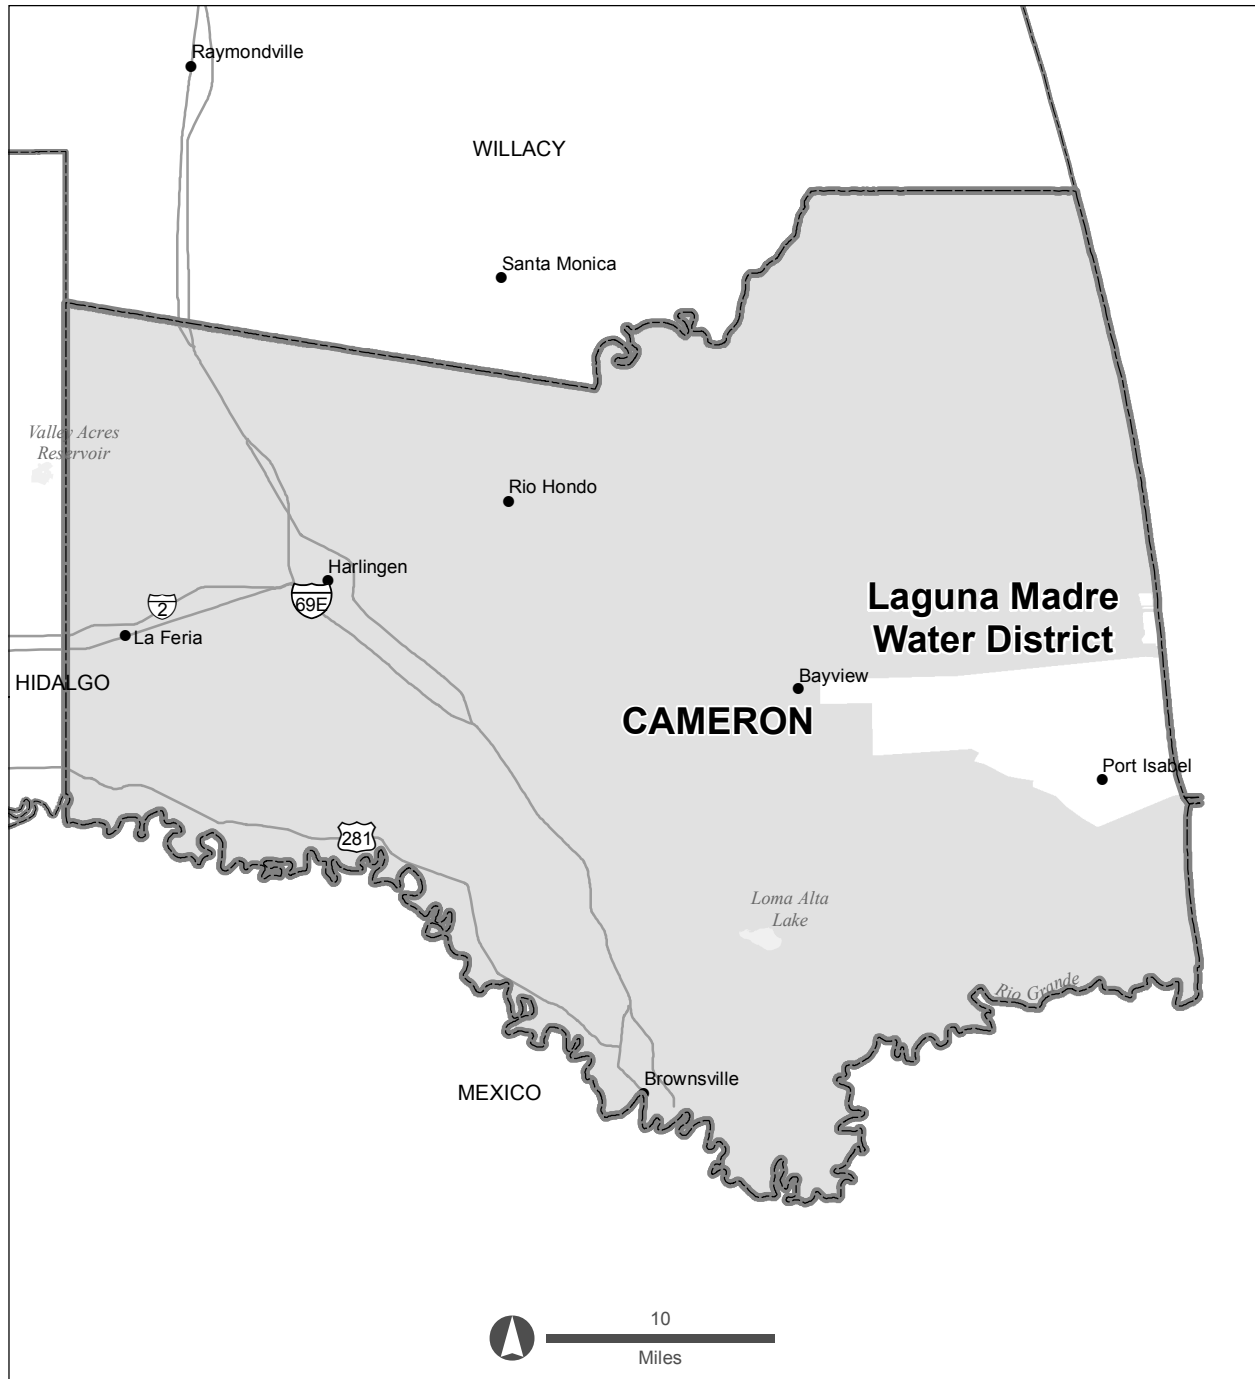 Raymondville
WILLACY
Santa Monica
Valley Acres
Reservoir
Rio Hondo
Harlingen
69E
2
La Feria
Laguna Madre
Water District
HIDALGO
Bayview
CAMERON
Port Isabel
281
Loma Alta
Lake
Rio Grande
Brownsville
MEXICO
10
Miles